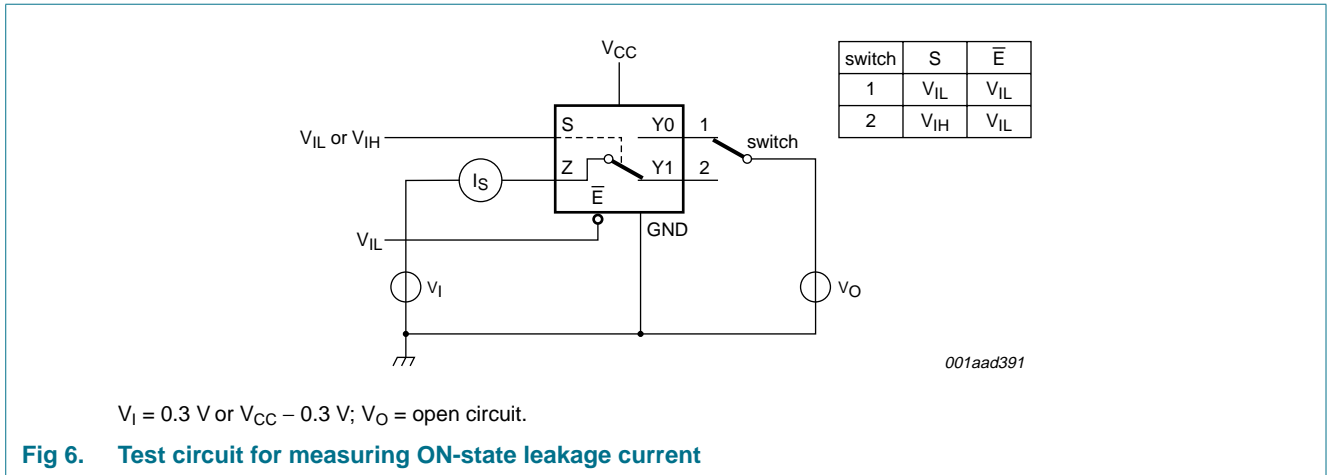 VCC
switch S E̅
1 VIL VIL
2 VIH VIL
VIL or VIH
S Y0 1
switch
Z Y1 2
IS
E̅
GND
VIL
VI
VO
001aad391
VI = 0.3 V or VCC − 0.3 V; VO = open circuit.
Fig 6. Test circuit for measuring ON-state leakage current